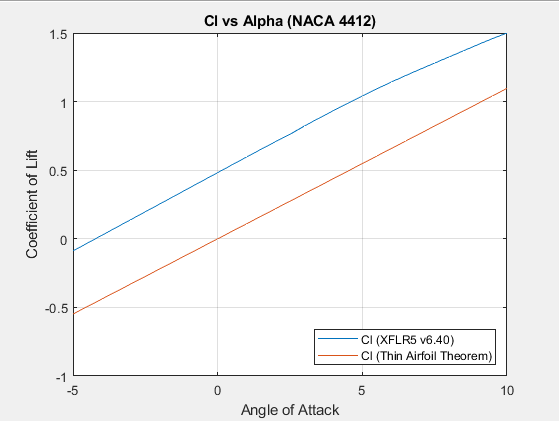 Cl vs Alpha (NACA 4412)
1.5
1
0.5
0
-0.5
-1
Coefficient of Lift
Cl (XFLR5 v6.40)
Cl (Thin Airfoil Theorem)
-5 0 5 10
Angle of Attack